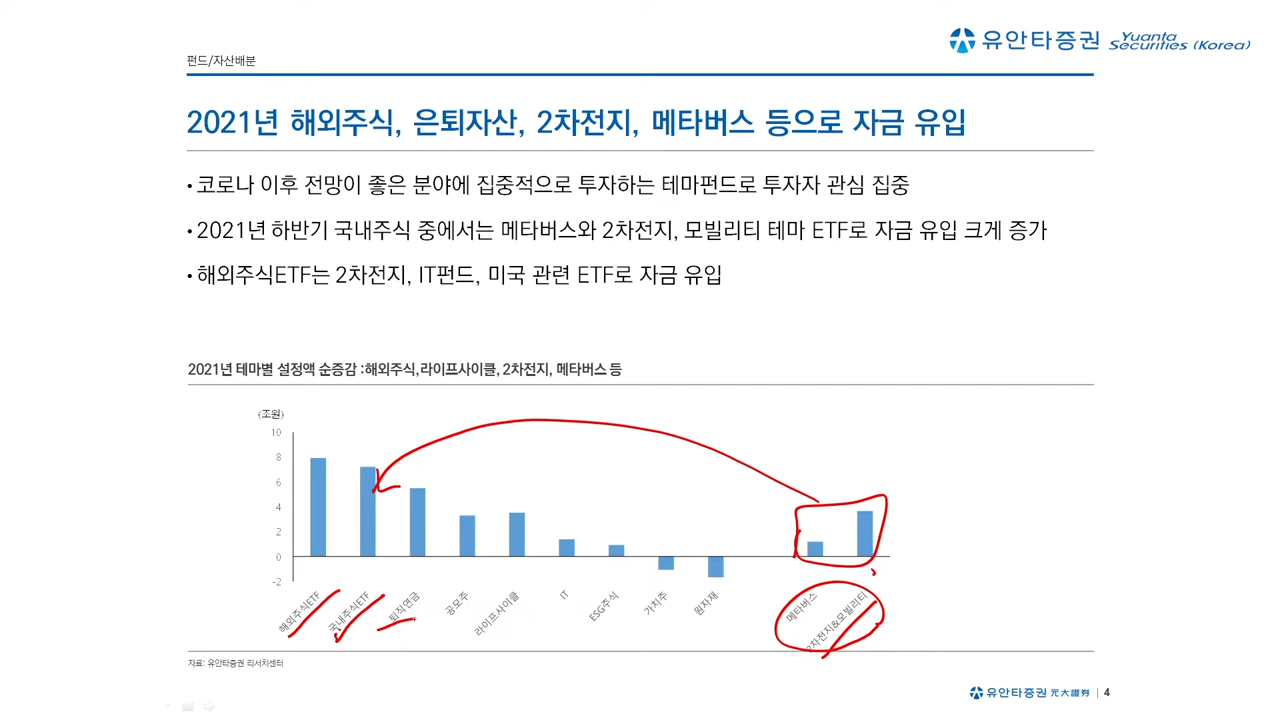 유안타증권 Yuanta Securities (Korea)
펀드/자산배분
2021년 해외주식, 은퇴자산, 2차전지, 메타버스 등으로 자금 유입
•코로나 이후 전망이 좋은 분야에 집중적으로 투자하는 테마펀드로 투자자 관심 집중
•2021년 하반기 국내주식 중에서는 메타버스와 2차전지, 모빌리티 테마 ETF로 자금 유입 크게 증가
•해외주식ETF는 2차전지, IT펀드, 미국 관련 ETF로 자금 유입
2021년 테마별 설정액 순증감 :해외주식,라이프사이클, 2차전지, 메타버스 등
(조원)
10
8
6
4
2
0
-2
해외주식ETF
국내주식ETF
퇴직연금
공모주
라이프사이클
IT
ESG주식
가치주
원자재
메타버스
2차전지&모빌리티
자료: 유안타증권 리서치센터
유안타증권 元大證券 | 4